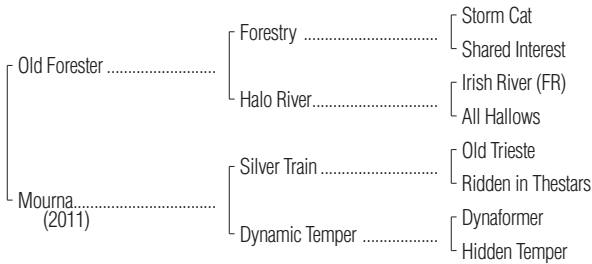 Storm Cat
Forestry ................................
Shared Interest
Old Forester ..........................
Irish River (FR)
Halo River..............................
All Hallows
Old Trieste
Silver Train ............................
Ridden in Thestars
Mourna..................................
(2011)
Dynaformer
Dynamic Temper ..................
Hidden Temper